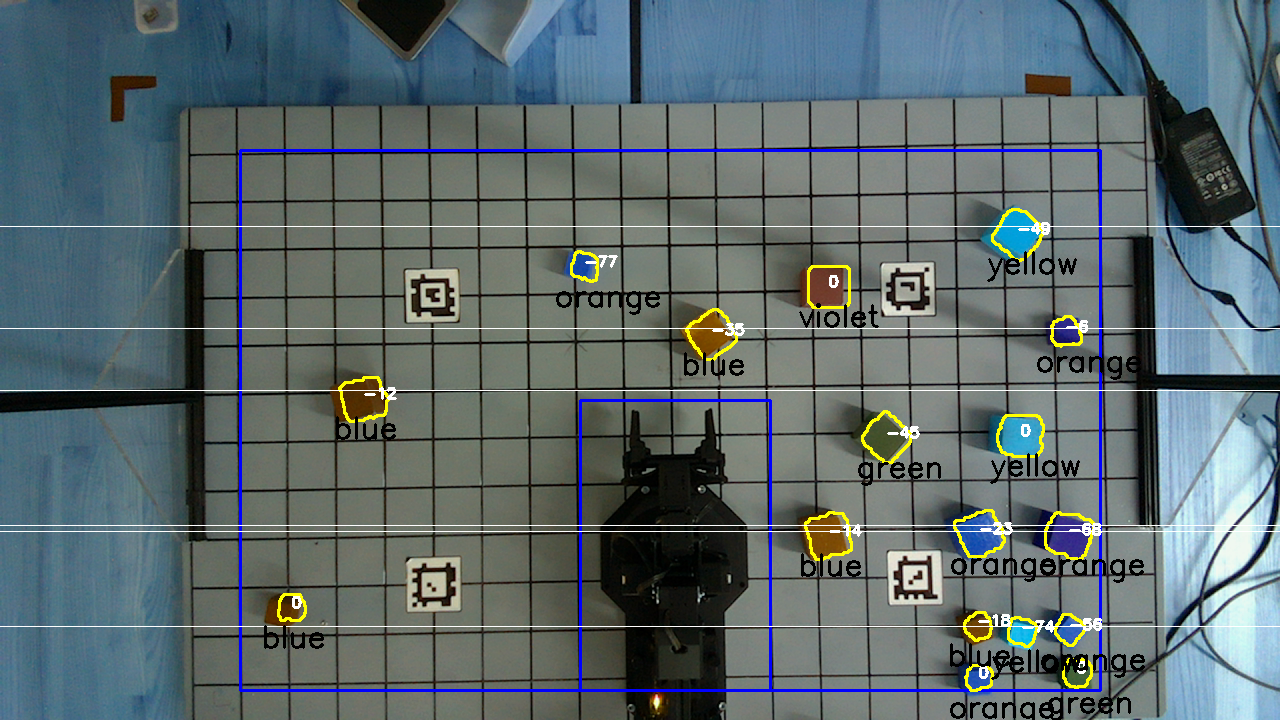 -49
yellow
-77
orange
0
violet
-35
blue
-6
orange
-12
blue
-45
green
0
yellow
-14
blue
-23
orange
-63
orange
0
blue
-18
blue
74
yellow
-56
orange
0
orange
0
green